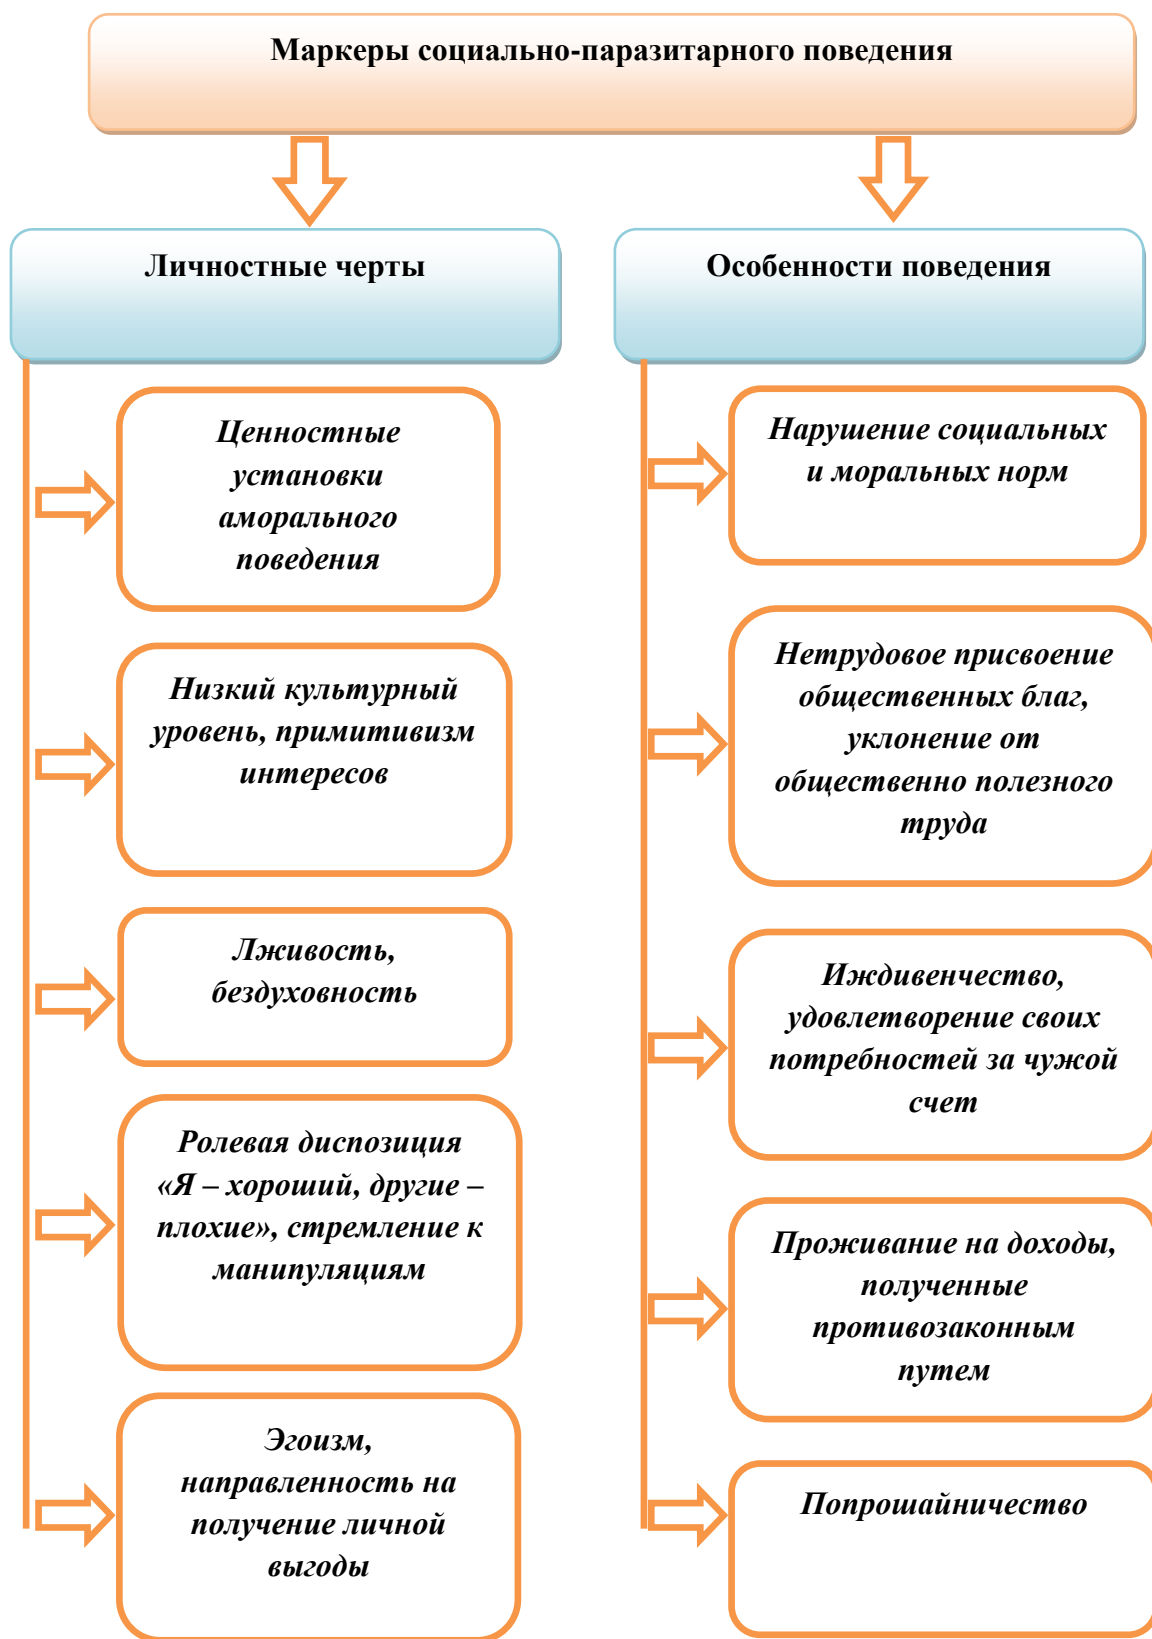 Маркеры социально-паразитарного поведения
Личностные черты
Ценностные
установки
аморального
поведения
Низкий культурный
уровень, примитивизм
интересов
Лживость,
бездуховность
Ролевая диспозиция
«Я – хороший, другие –
плохие», стремление к
манипуляциям
Эгоизм,
направленность на
получение личной
выгоды
Особенности поведения
Нарушение социальных
и моральных норм
Нетрудовое присвоение
общественных благ,
уклонение от
общественно полезного
труда
Иждивенчество,
удовлетворение своих
потребностей за чужой
счет
Проживание на доходы,
полученные
противозаконным
путем
Попрошайничество